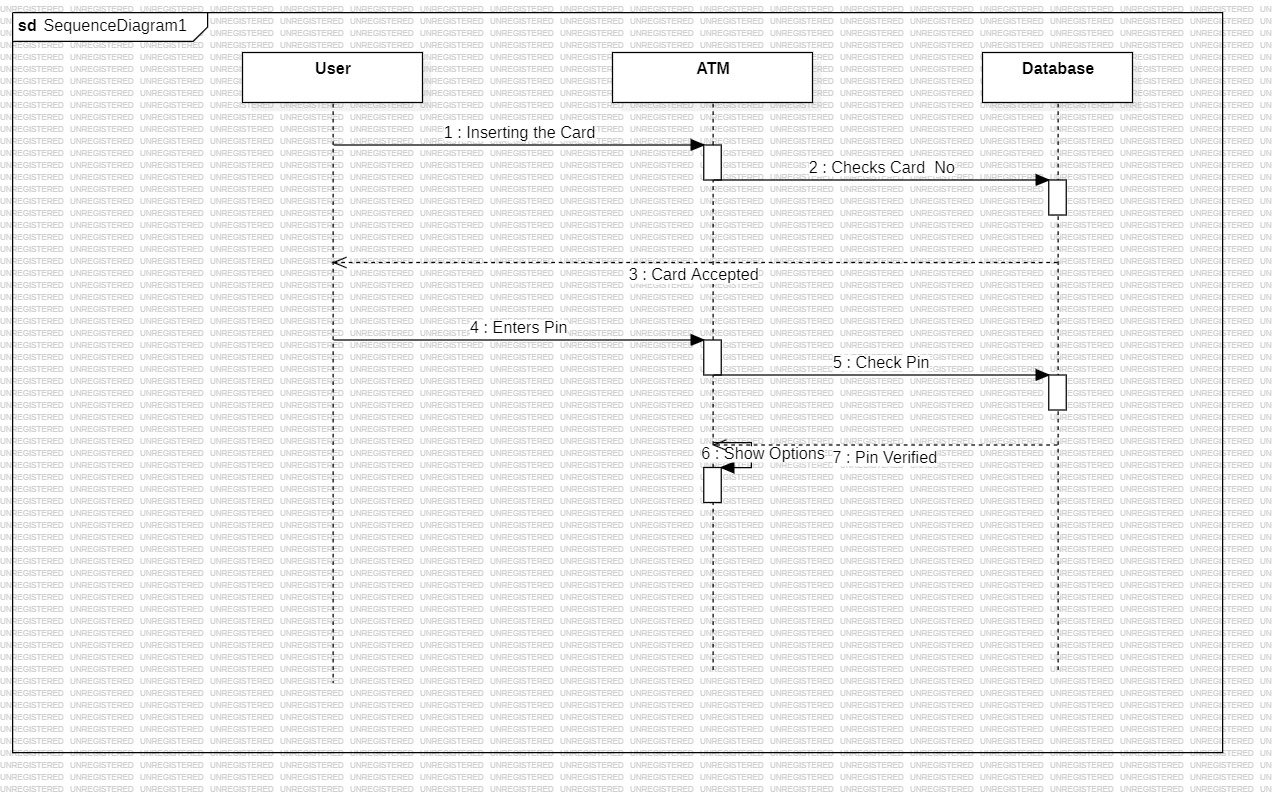 sd SequenceDiagram1
User
ATM
Database
1 : Inserting the Card
2 : Checks Card  No
3 : Card Accepted
4 : Enters Pin
5 : Check Pin
6 : Show Options
7 : Pin Verified
UNREGISTERED